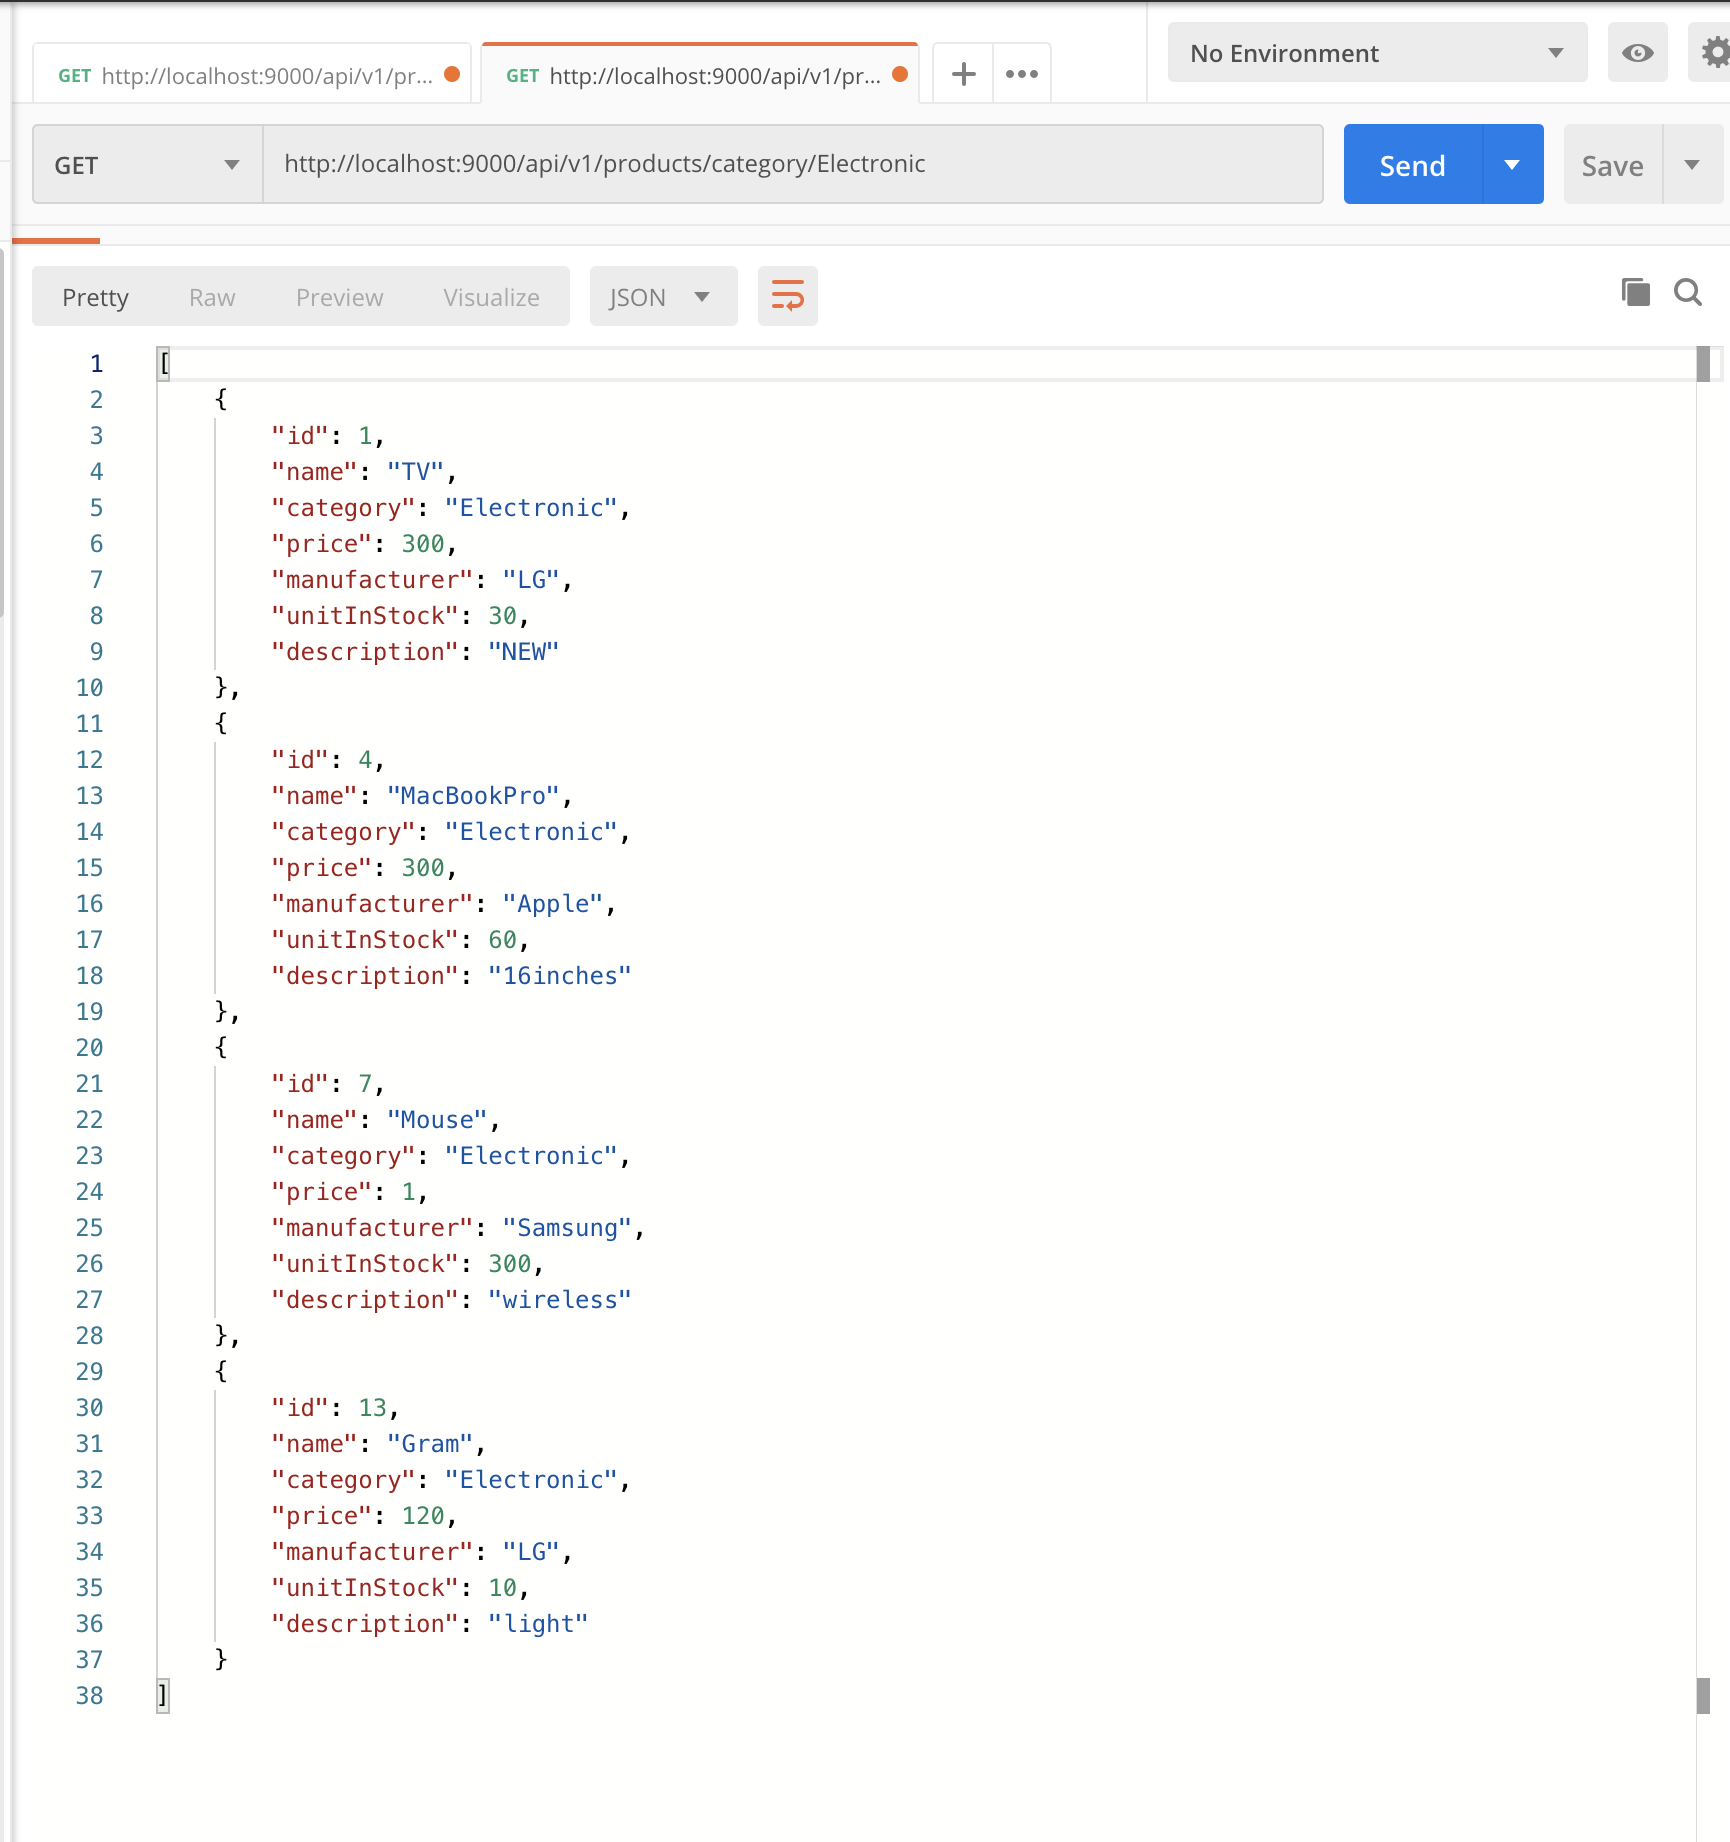 GET http://localhost:9000/api/v1/pr... GET http://localhost:9000/api/v1/pr... No Environment
GET http://localhost:9000/api/v1/products/category/Electronic Send Save
Pretty Raw Preview Visualize JSON
1 [
2 {
3 "id": 1,
4 "name": "TV",
5 "category": "Electronic",
6 "price": 300,
7 "manufacturer": "LG",
8 "unitInStock": 30,
9 "description": "NEW"
10 },
11 {
12 "id": 4,
13 "name": "MacBookPro",
14 "category": "Electronic",
15 "price": 300,
16 "manufacturer": "Apple",
17 "unitInStock": 60,
18 "description": "16inches"
19 },
20 {
21 "id": 7,
22 "name": "Mouse",
23 "category": "Electronic",
24 "price": 1,
25 "manufacturer": "Samsung",
26 "unitInStock": 300,
27 "description": "wireless"
28 },
29 {
30 "id": 13,
31 "name": "Gram",
32 "category": "Electronic",
33 "price": 120,
34 "manufacturer": "LG",
35 "unitInStock": 10,
36 "description": "light"
37 }
38 ]